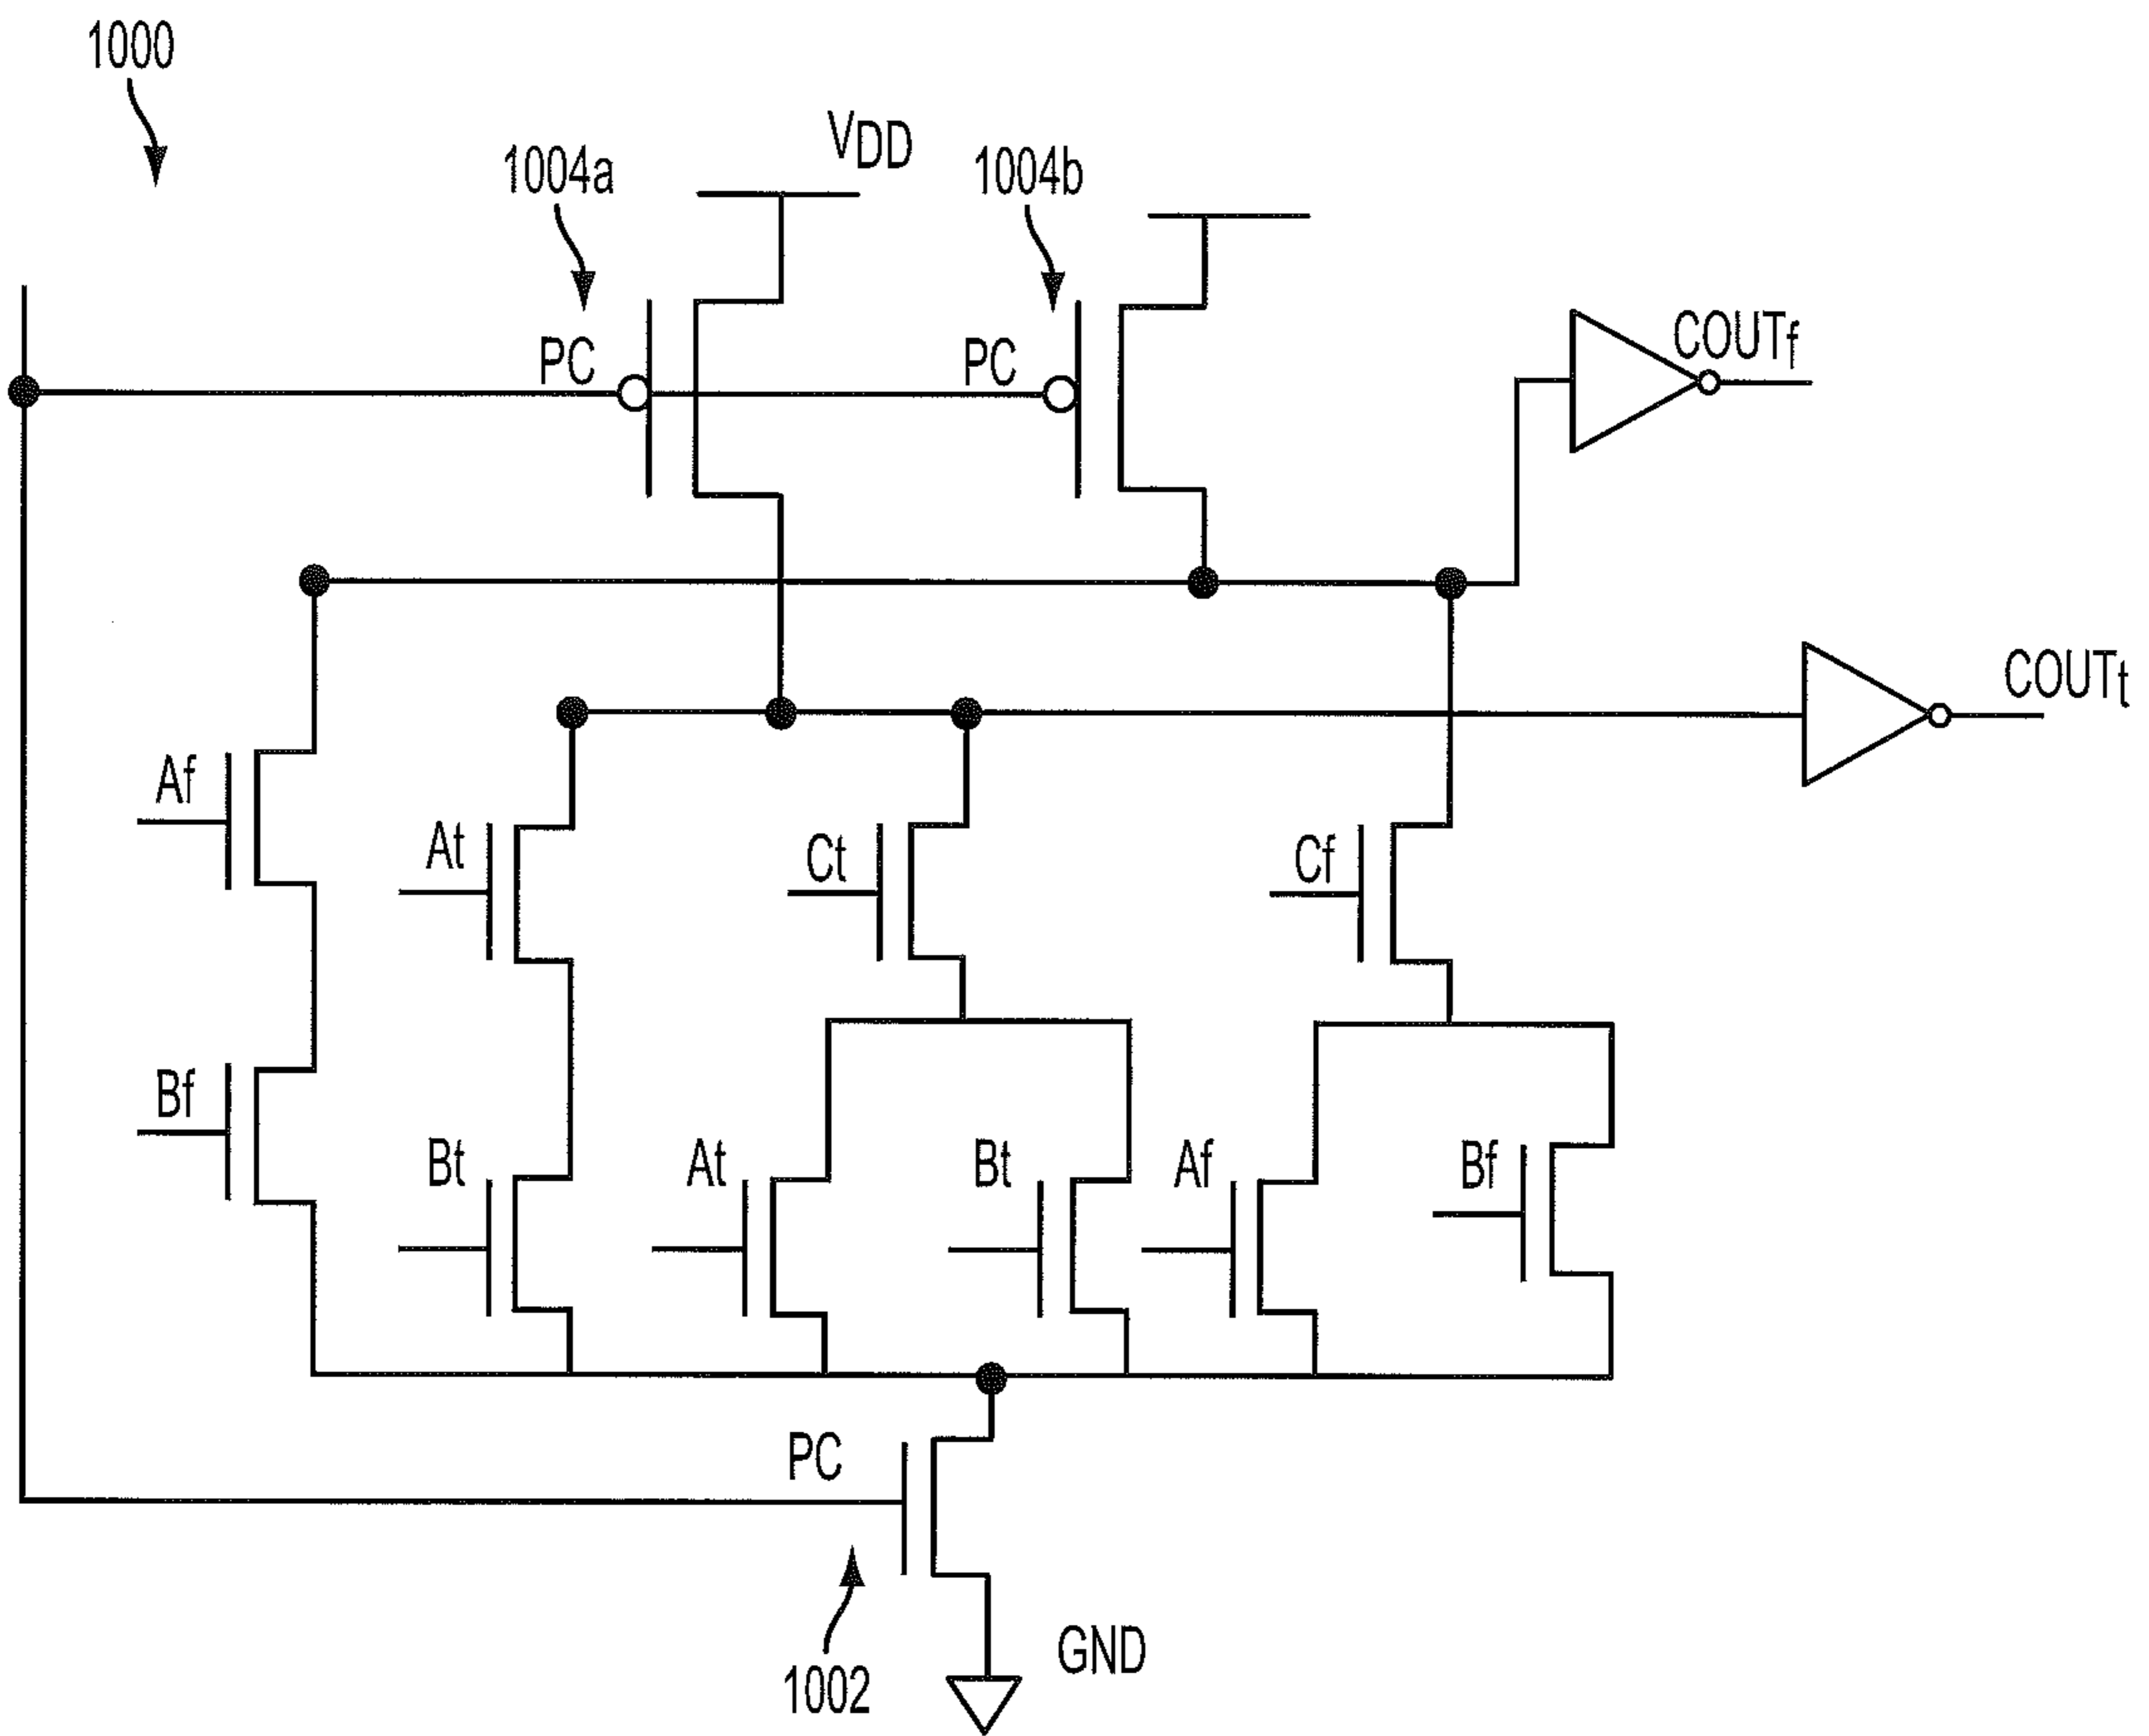 1000
VDD
1004a
1004b
PC
PC
COUTf
COUTt
Af
At
Ct
Cf
Bf
Bt
At
Bt
Af
Bf
PC
GND
1002